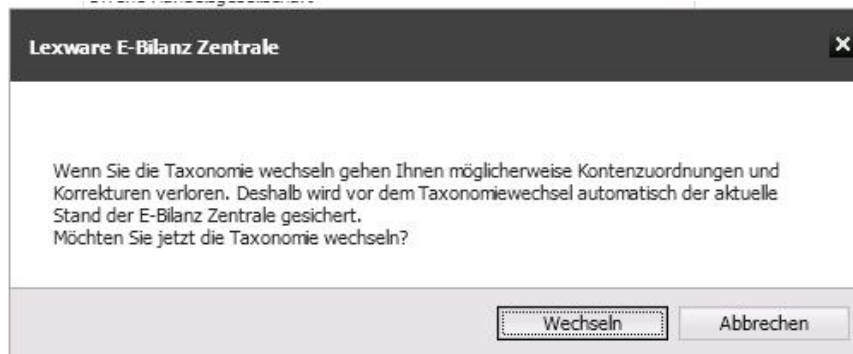 Lexware E-Bilanz Zentrale
Wenn Sie die Taxonomie wechseln gehen Ihnen möglicherweise Kontenzuordnungen und
Korrekturen verloren. Deshalb wird vor dem Taxonomiewechsel automatisch der aktuelle
Stand der E-Bilanz Zentrale gesichert.
Möchten Sie jetzt die Taxonomie wechseln?
Wechseln Abbrechen